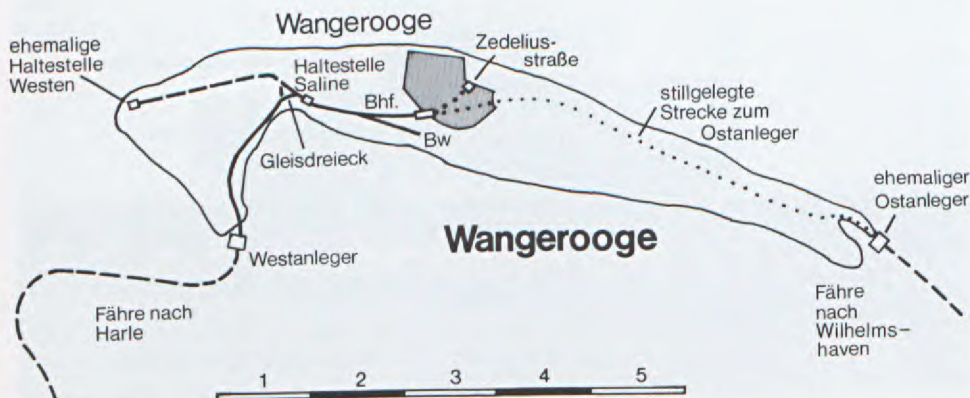 Wangerooge
ehemalige
Haltestelle
Westen
Haltestelle
Saline
Zedelius-
straße
Bhf.
Bw
Gleisdreieck
stillgelegte
Strecke zum
Ostanleger
ehemaliger
Ostanleger
Wangerooge
Westanleger
Fähre nach
Harle
Fähre
nach
Wilhelms-
haven
1 2 3 4 5